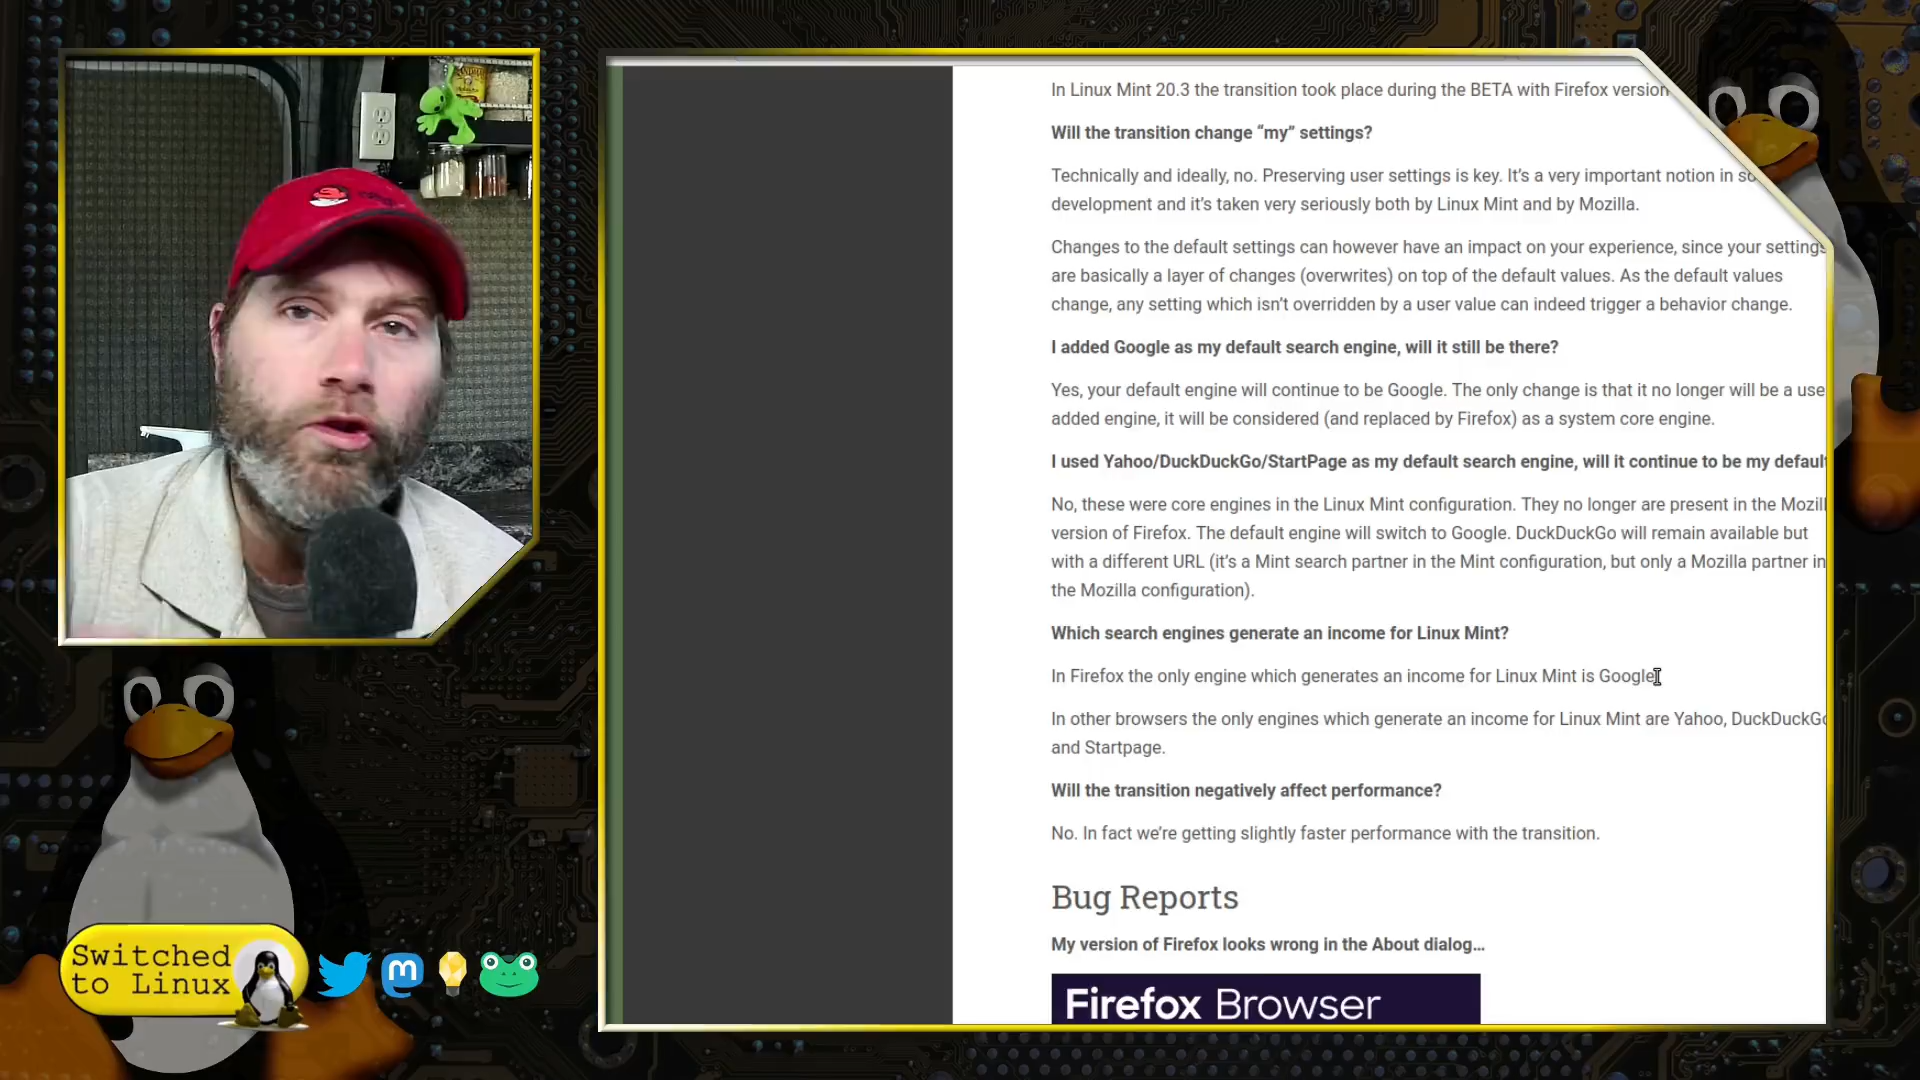 In Linux Mint 20.3 the transition took place during the BETA with Firefox version
Will the transition change “my” settings?
Technically and ideally, no. Preserving user settings is key. It’s a very important notion in so
development and it’s taken very seriously both by Linux Mint and by Mozilla.
Changes to the default settings can however have an impact on your experience, since your settings
are basically a layer of changes (overwrites) on top of the default values. As the default values
change, any setting which isn’t overridden by a user value can indeed trigger a behavior change.
I added Google as my default search engine, will it still be there?
Yes, your default engine will continue to be Google. The only change is that it no longer will be a use
added engine, it will be considered (and replaced by Firefox) as a system core engine.
I used Yahoo/DuckDuckGo/StartPage as my default search engine, will it continue to be my default
No, these were core engines in the Linux Mint configuration. They no longer are present in the Mozill
version of Firefox. The default engine will switch to Google. DuckDuckGo will remain available but
with a different URL (it’s a Mint search partner in the Mint configuration, but only a Mozilla partner in
the Mozilla configuration).
Which search engines generate an income for Linux Mint?
In Firefox the only engine which generates an income for Linux Mint is Google
In other browsers the only engines which generate an income for Linux Mint are Yahoo, DuckDuckGo
and Startpage.
Will the transition negatively affect performance?
No. In fact we’re getting slightly faster performance with the transition.
Bug Reports
My version of Firefox looks wrong in the About dialog...
Firefox Browser
Switched
to Linux